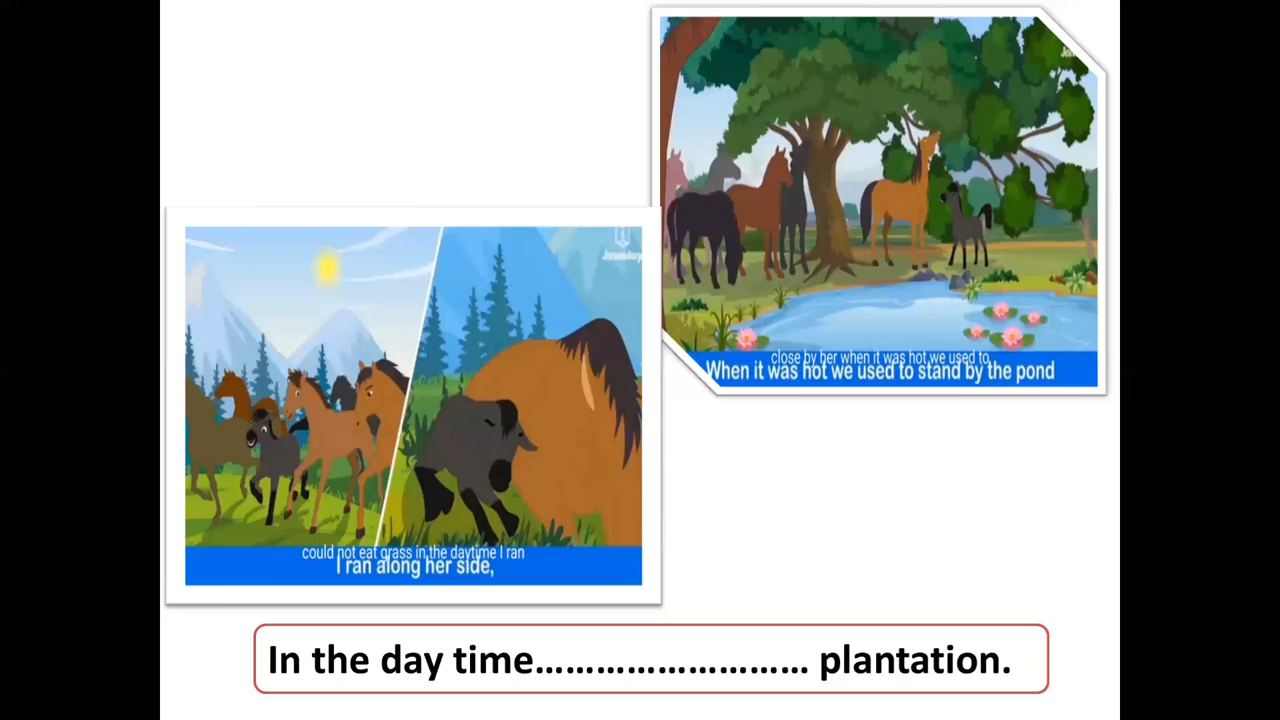 close by her when it was hot we used to
When it was hot we used to stand by the pond
could not eat grass in the daytime I ran
I ran along her side,
In the day time……………………… plantation.